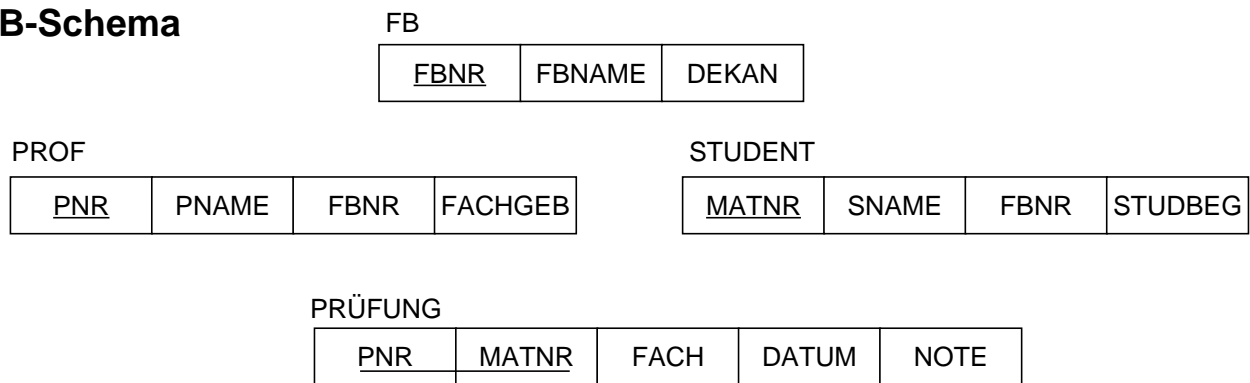 B-Schema
FB
FBNR FBNAME DEKAN
PROF STUDENT
PNR PNAME FBNR FACHGEB MATNR SNAME FBNR STUDBEG
PRÜFUNG
PNR MATNR FACH DATUM NOTE